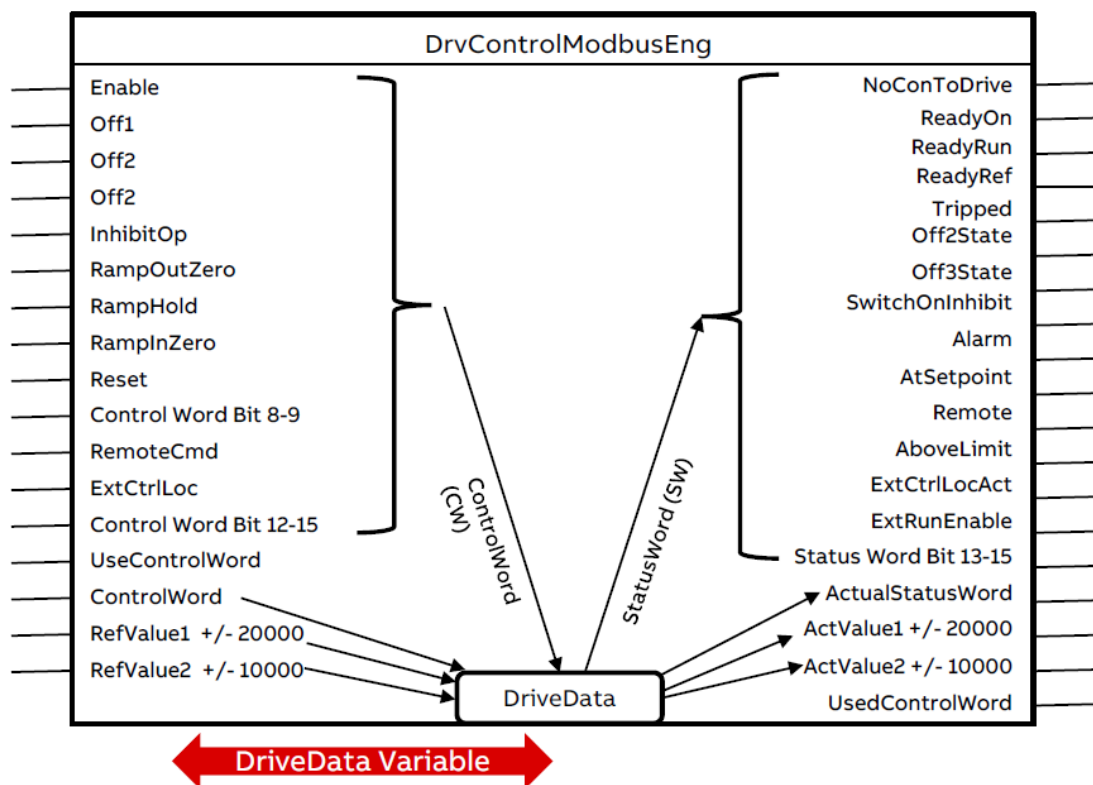 DrvControlModbusEng
Enable
Off1
Off2
Off2
InhibitOp
RampOutZero
RampHold
RampInZero
Reset
Control Word Bit 8-9
RemoteCmd
ExtCtrlLoc
Control Word Bit 12-15
UseControlWord
ControlWord
RefValue1 +/- 20000
RefValue2 +/- 10000
ControlWord
(CW)
StatusWord (SW)
NoConToDrive
ReadyOn
ReadyRun
ReadyRef
Tripped
Off2State
Off3State
SwitchOnInhibit
Alarm
AtSetpoint
Remote
AboveLimit
ExtCtrlLocAct
ExtRunEnable
Status Word Bit 13-15
ActualStatusWord
ActValue1 +/- 20000
ActValue2 +/- 10000
UsedControlWord
DriveData
DriveData Variable